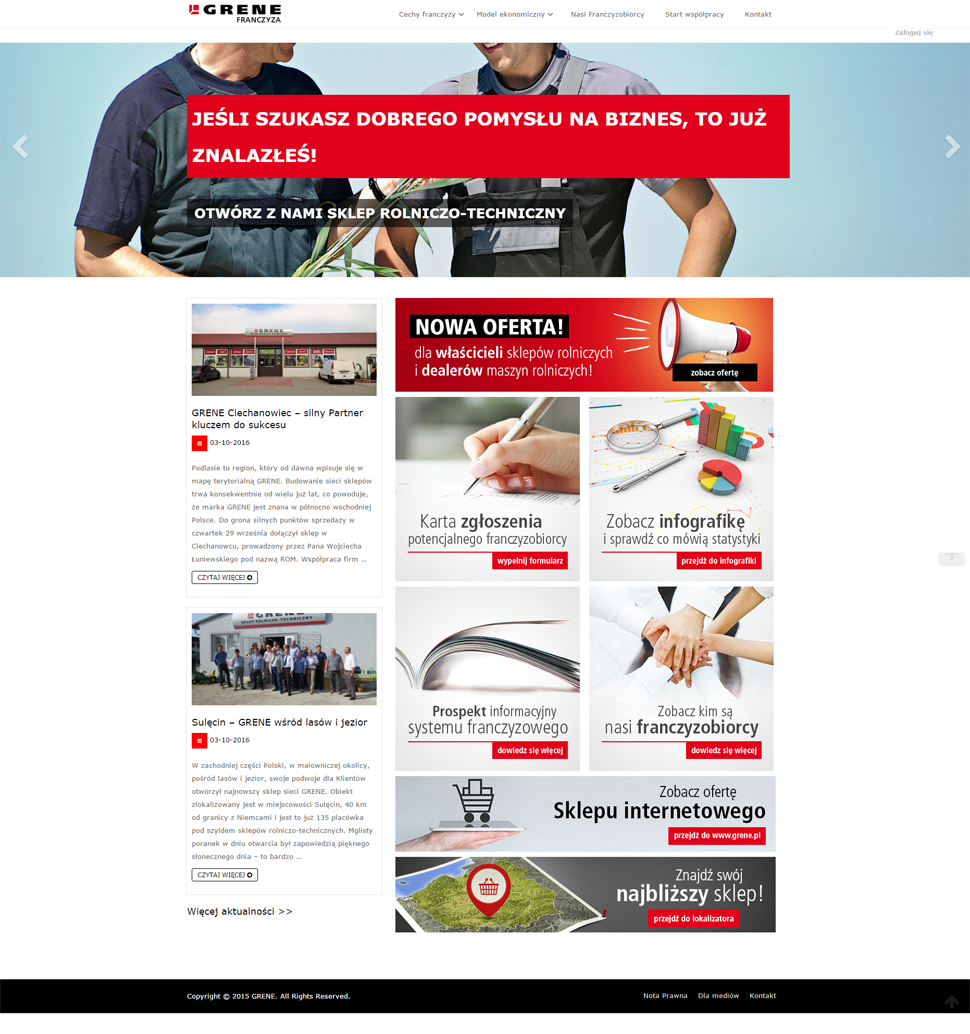 GRENE
FRANCZYZA
Cechy franczyzy
Model ekonomiczny
Nasi Franczyzobiorcy
Start współpracy
Kontakt
Zaloguj się
JEŚLI SZUKASZ DOBREGO POMYSŁU NA BIZNES, TO JUŻ
ZNALAZŁEŚ!
OTWÓRZ Z NAMI SKLEP ROLNICZO-TECHNICZNY
GRENE
GRENE Ciechanowiec – silny Partner
kluczem do sukcesu
03-10-2016
Podlasie to region, który od dawna wpisuje się w
mapę terytorialną GRENE. Budowanie sieci sklepów
trwa konsekwentnie od wielu już lat, co powoduje,
że marka GRENE jest znana w północno wschodniej
Polsce. Do grona silnych punktów sprzedaży w
czwartek 29 września dołączył sklep w
Ciechanowcu, prowadzony przez Pana Wojciecha
Łuniewskiego pod nazwą ROM. Współpraca firm ...
CZYTAJ WIĘCEJ
GRENE
SKLEP ROLNICZO-TECHNICZNY
Sulęcin – GRENE wśród lasów i jezior
03-10-2016
W zachodniej części Polski, w malowniczej okolicy,
pośród lasów i jezior, swoje podwoje dla Klientów
otworzył najnowszy sklep sieci GRENE. Obiekt
zlokalizowany jest w miejscowości Sulęcin, 40 km
od granicy z Niemcami i jest to już 135 placówka
pod szyldem sklepów rolniczo-technicznych. Mglisty
poranek w dniu otwarcia był zapowiedzią pięknego
słonecznego dnia – to bardzo ...
CZYTAJ WIĘCEJ
Więcej aktualności >>
NOWA OFERTA!
dla właścicieli sklepów rolniczych
i dealerów maszyn rolniczych!
zobacz ofertę
Karta zgłoszenia
potencjalnego franczyzobiorcy
wypełnij formularz
Zobacz infografikę
i sprawdź co mówią statystyki
przejdź do infografiki
Prospekt informacyjny
systemu franczyzowego
dowiedz się więcej
Zobacz kim są
nasi franczyzobiorcy
dowiedz się więcej
Zobacz ofertę
Sklepu internetowego
przejdź do www.grene.pl
Znajdź swój
najbliższy sklep!
przejdź do lokalizatora
Copyright © 2015 GRENE. All Rights Reserved.
Nota Prawna
Dla mediów
Kontakt